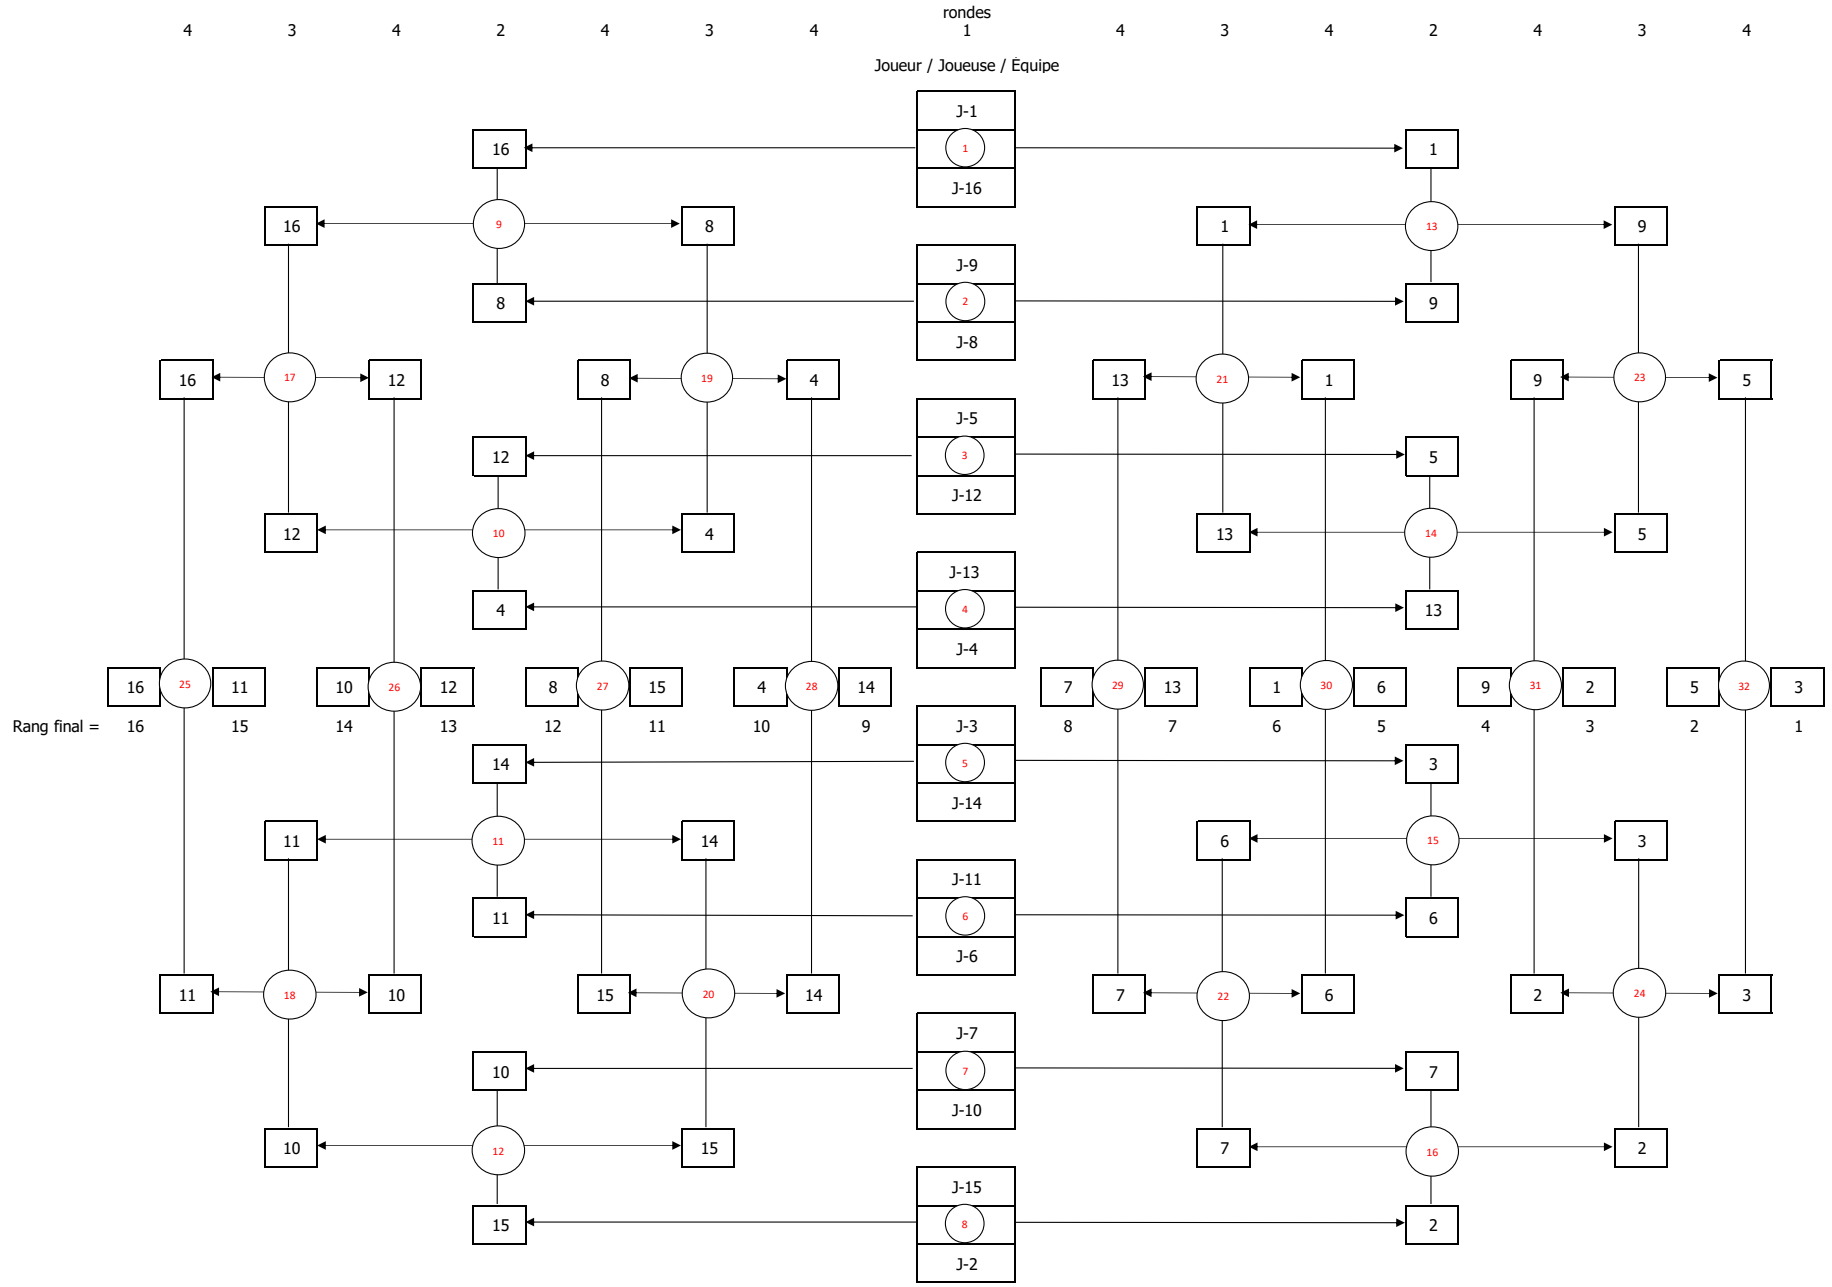 rondes
4 3 4 2 4 3 4 1 4 3 4 2 4 3 4
Joueur / Joueuse / Équipe
J-1
16 1 1
J-16
16 9 8 1 13 9
J-9
8 2 9
J-8
16 17 12 8 19 4 13 21 1 9 23 5
J-5
12 3 5
J-12
12 10 4 13 14 5
J-13
4 4 13
J-4
16 25 11 10 26 12 8 27 15 4 28 14 7 29 13 1 30 6 9 31 2 5 32 3
Rang final = 16 15 14 13 12 11 10 9 8 7 6 5 4 3 2 1
J-3
14 5 3
J-14
11 11 14 6 15 3
J-11
11 6 6
J-6
11 18 10 15 20 14 7 22 6 2 24 3
J-7
10 7 7
J-10
10 12 15 7 16 2
J-15
15 8 2
J-2